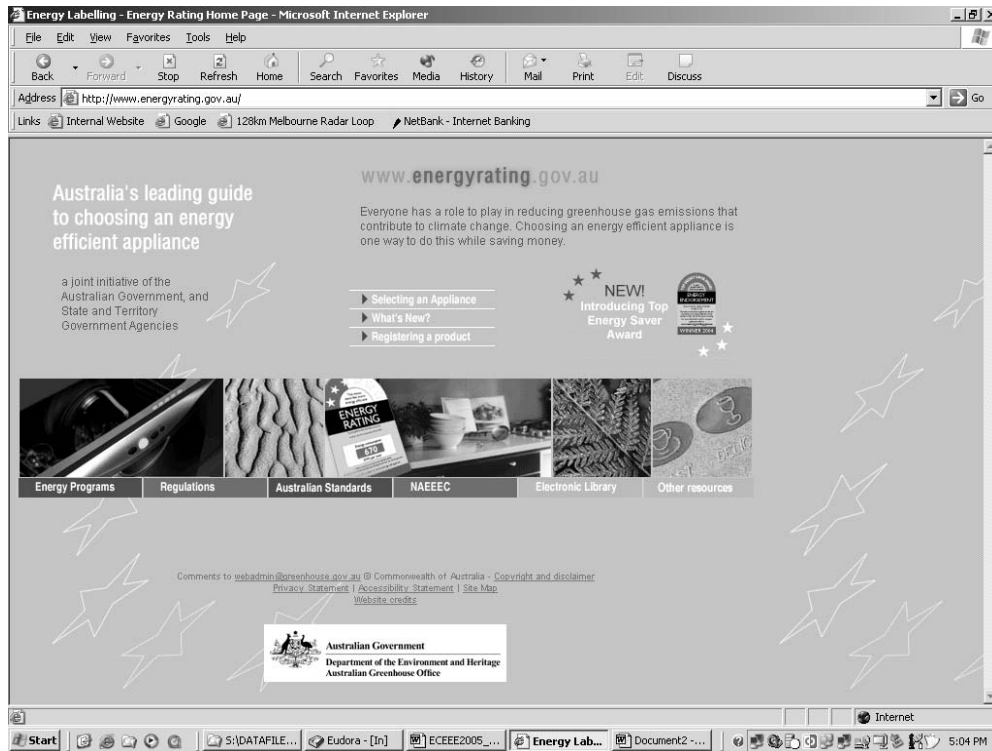 Energy Labelling - Energy Rating Home Page - Microsoft Internet Explorer
File Edit View Favorites Tools Help
Back Forward Stop Refresh Home Search Favorites Media History Mail Print Edit Discuss
Address http://www.energyrating.gov.au/ Go
Links Internal Website Google 128km Melbourne Radar Loop NetBank - Internet Banking
www.energyrating.gov.au
Australia's leading guide
to choosing an energy
efficient appliance
Everyone has a role to play in reducing greenhouse gas emissions that
contribute to climate change. Choosing an energy efficient appliance is
one way to do this while saving money.
a joint initiative of the
Australian Government, and
State and Territory
Government Agencies
Selecting an Appliance
What's New?
Registering a product
NEW!
Introducing Top
Energy Saver
Award
ENERGY
WINNER 2004
ENERGY
RATING
670
Energy Programs Regulations Australian Standards NAEEEC Electronic Library Other resources
Comments to webadmin@greenhouse.gov.au © Commonwealth of Australia - Copyright and disclaimer
Privacy Statement | Accessibility Statement | Site Map
Website credits
Australian Government
Department of the Environment and Heritage
Australian Greenhouse Office
Internet
Start S:\DATAFILE... Eudora - [In] ECEEE2005_... Energy Lab... Document2 -... 5:04 PM